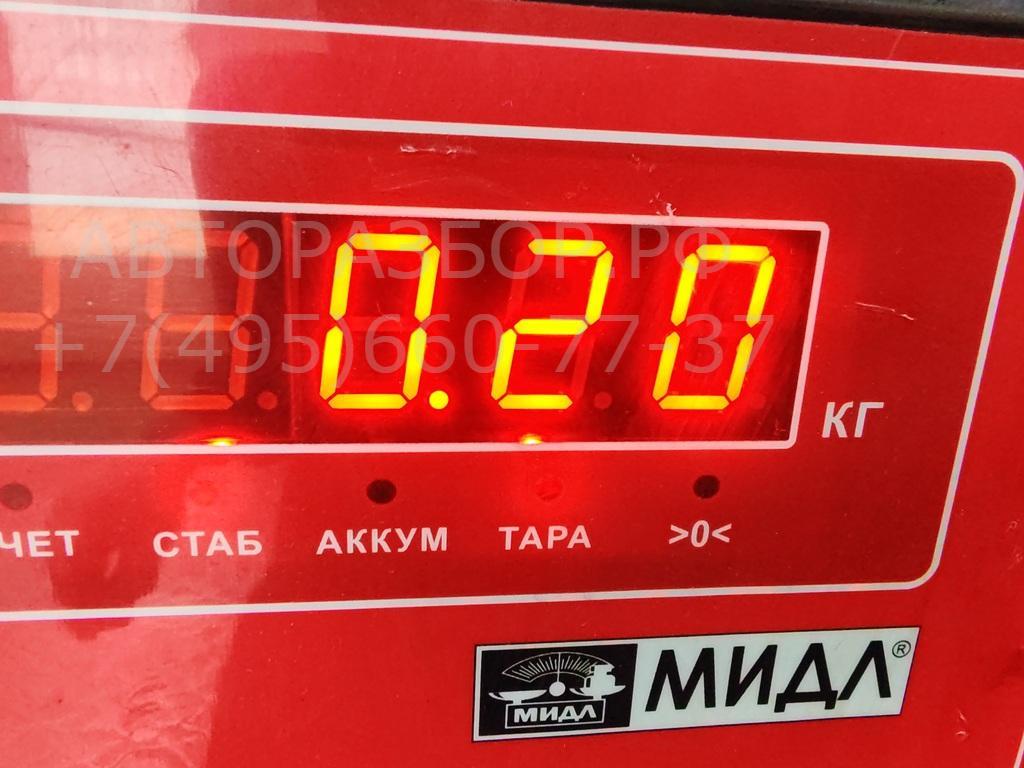 АВТОРАЗБОР.РФ
+7(495)660-77-37
0.20
КГ
ЧЕТ СТАБ АККУМ ТАРА >0<
МИДЛ МИДЛ®